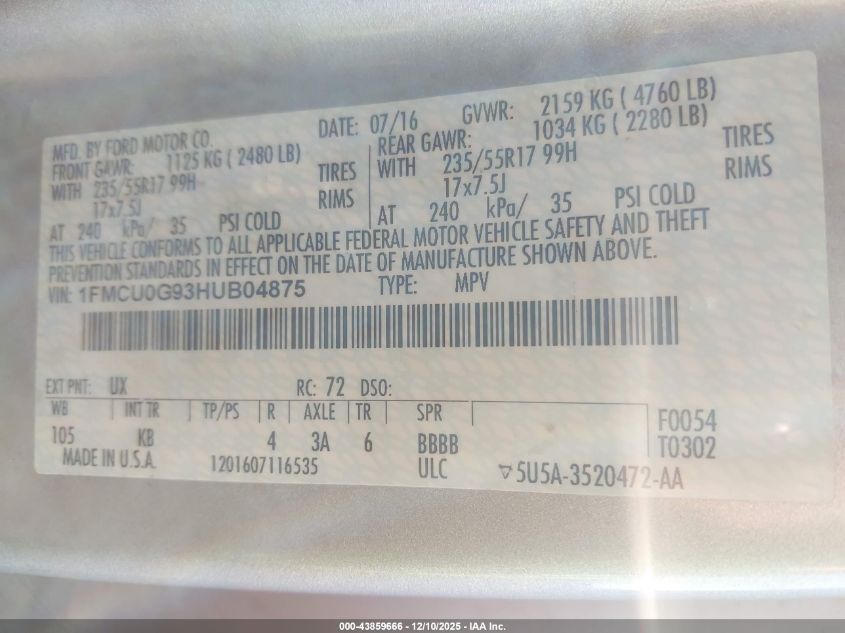 MFD. BY FORD MOTOR CO.
DATE: 07/16 GVWR: 2159 KG ( 4760 LB)
FRONT GAWR: 1125 KG ( 2480 LB)
WITH 235/55R17 99H TIRES
17x7.5J RIMS
AT 240 kPa/ 35 PSI COLD
REAR GAWR: 1034 KG ( 2280 LB)
WITH 235/55R17 99H TIRES
17x7.5J RIMS
AT 240 kPa/ 35 PSI COLD
THIS VEHICLE CONFORMS TO ALL APPLICABLE FEDERAL MOTOR VEHICLE SAFETY AND THEFT
PREVENTION STANDARDS IN EFFECT ON THE DATE OF MANUFACTURE SHOWN ABOVE.
VIN: 1FMCU0G93HUB04875 TYPE: MPV
EXT PNT: UX RC: 72 DSO:
WB INT TR TP/PS R AXLE TR SPR
105 KB 4 3A 6 BBBB
F0054
T0302
MADE IN U.S.A. 1201607116535 ULC ▽5U5A-3520472-AA
000-43859666 - 12/10/2025 - IAA Inc.